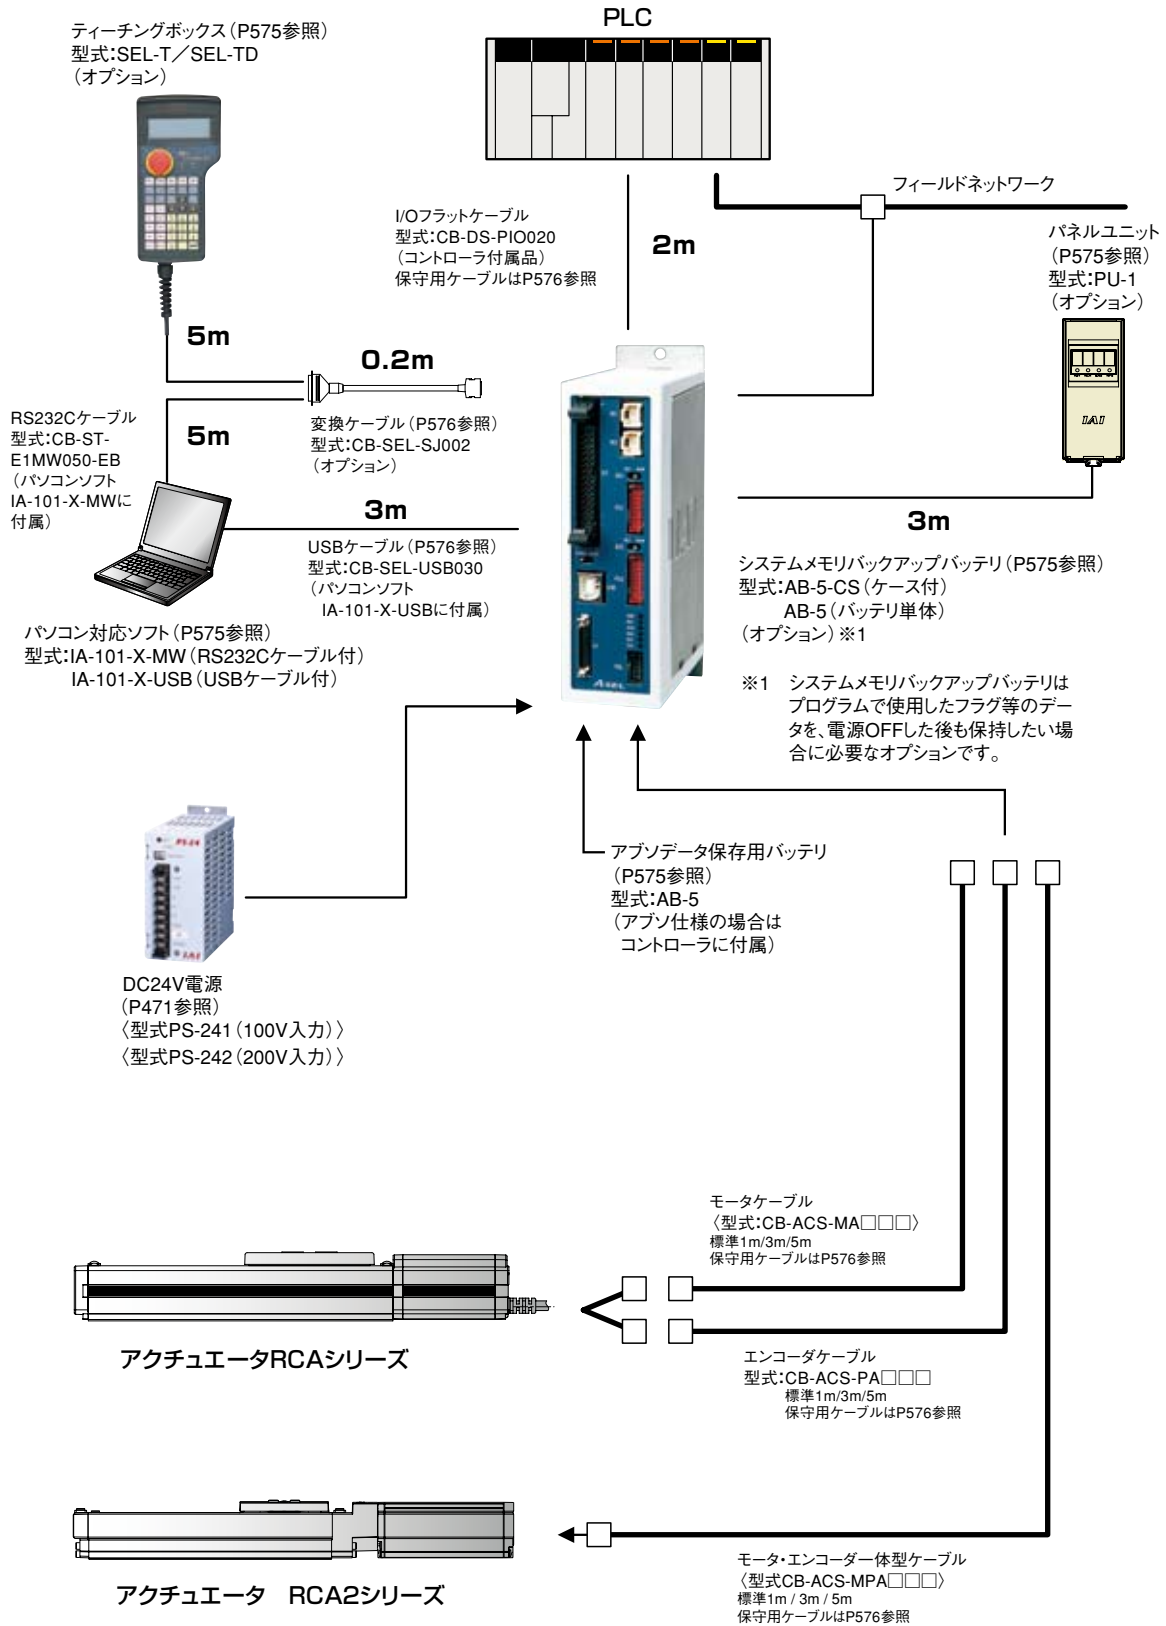 ティーチングボックス（P575参照）
型式：SEL-T／SEL-TD
（オプション）
PLC
I/Oフラットケーブル
型式：CB-DS-PIO020
（コントローラ付属品）
保守用ケーブルはP576参照
2m
フィールドネットワーク
パネルユニット
（P575参照）
型式：PU-1
（オプション）
IAI
5m
0.2m
変換ケーブル（P576参照）
型式：CB-SEL-SJ002
（オプション）
RS232Cケーブル
型式：CB-ST-
E1MW050-EB
（パソコンソフト
IA-101-X-MWに
付属）
5m
3m
USBケーブル（P576参照）
型式：CB-SEL-USB030
（パソコンソフト
IA-101-X-USBに付属）
パソコン対応ソフト（P575参照）
型式：IA-101-X-MW（RS232Cケーブル付）
IA-101-X-USB（USBケーブル付）
3m
システムメモリバックアップバッテリ（P575参照）
型式：AB-5-CS（ケース付）
AB-5（バッテリ単体）
（オプション）※1
※1 システムメモリバックアップバッテリは
プログラムで使用したフラグ等のデー
タを、電源OFFした後も保持したい場
合に必要なオプションです。
PS-24
DC24V電源
（P471参照）
〈型式PS-241（100V入力）〉
〈型式PS-242（200V入力）〉
アブソデータ保存用バッテリ
（P575参照）
型式：AB-5
（アブソ仕様の場合は
コントローラに付属）
モータケーブル
〈型式：CB-ACS-MA□□□〉
標準1m/3m/5m
保守用ケーブルはP576参照
アクチュエータRCAシリーズ
エンコーダケーブル
型式：CB-ACS-PA□□□
標準1m/3m/5m
保守用ケーブルはP576参照
アクチュエータ RCA2シリーズ
モータ・エンコーダ一体型ケーブル
〈型式CB-ACS-MPA□□□〉
標準1m / 3m / 5m
保守用ケーブルはP576参照